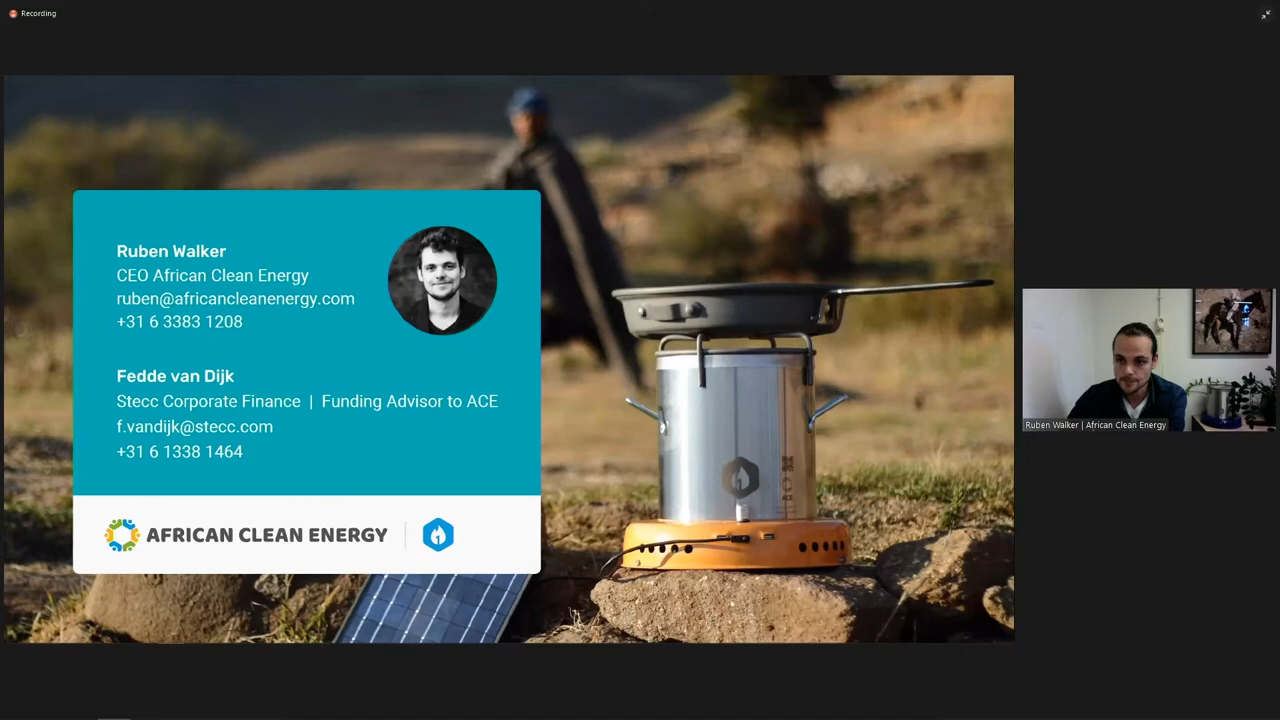 Recording
Ruben Walker
CEO African Clean Energy
ruben@africancleanenergy.com
+31 6 3383 1208
Fedde van Dijk
Stecc Corporate Finance | Funding Advisor to ACE
f.vandijk@stecc.com
+31 6 1338 1464
AFRICAN CLEAN ENERGY
ACE
Ruben Walker | African Clean Energy